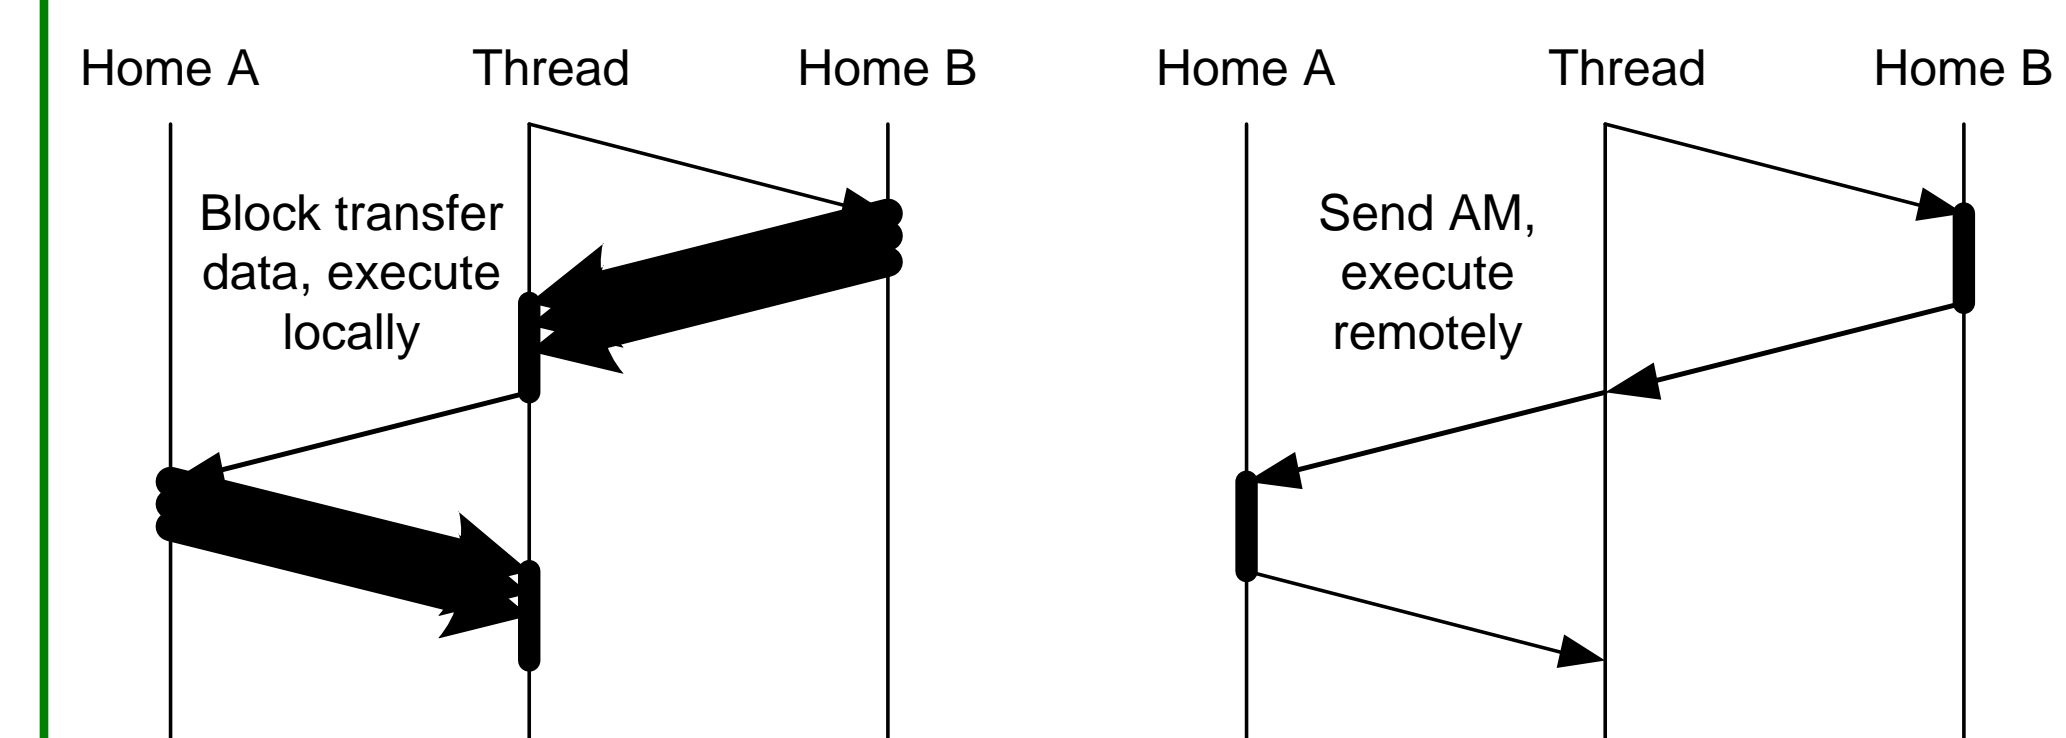 Home A Thread Home B Home A Thread Home B
Block transfer
data, execute
locally
Send AM,
execute
remotely